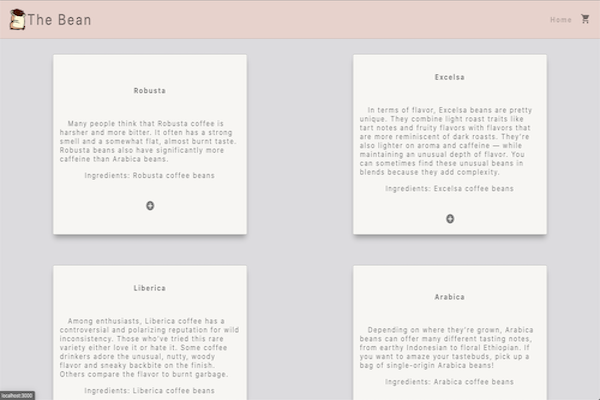 The Bean
Home
Robusta
Many people think that Robusta coffee is
harsher and more bitter. It often has a strong
smell and a somewhat flat, almost burnt taste.
Robusta beans also have significantly more
caffeine than Arabica beans.
Ingredients: Robusta coffee beans
Excelsa
In terms of flavor, Excelsa beans are pretty
unique. They combine light roast traits like
tart notes and fruity flavors with flavors that
are more reminiscent of dark roasts. They're
also lighter on aroma and caffeine — while
maintaining an unusual depth of flavor. You
can sometimes find these unusual beans in
blends because they add complexity.
Ingredients: Excelsa coffee beans
Liberica
Among enthusiasts, Liberica coffee has a
controversial and polarizing reputation for wild
inconsistency. Those who've tried this rare
variety either love it or hate it. Some coffee
drinkers adore the unusual, nutty, woody
flavor and sneaky backbite on the finish.
Others compare the flavor to burnt garbage.
Ingredients: Liberica coffee beans
Arabica
Depending on where they're grown, Arabica
beans can offer many different tasting notes,
from earthy Indonesian to floral Ethiopian. If
you want to amaze your tastebuds, pick up a
bag of single-origin Arabica beans!
Ingredients: Arabica coffee beans
localhost:3000